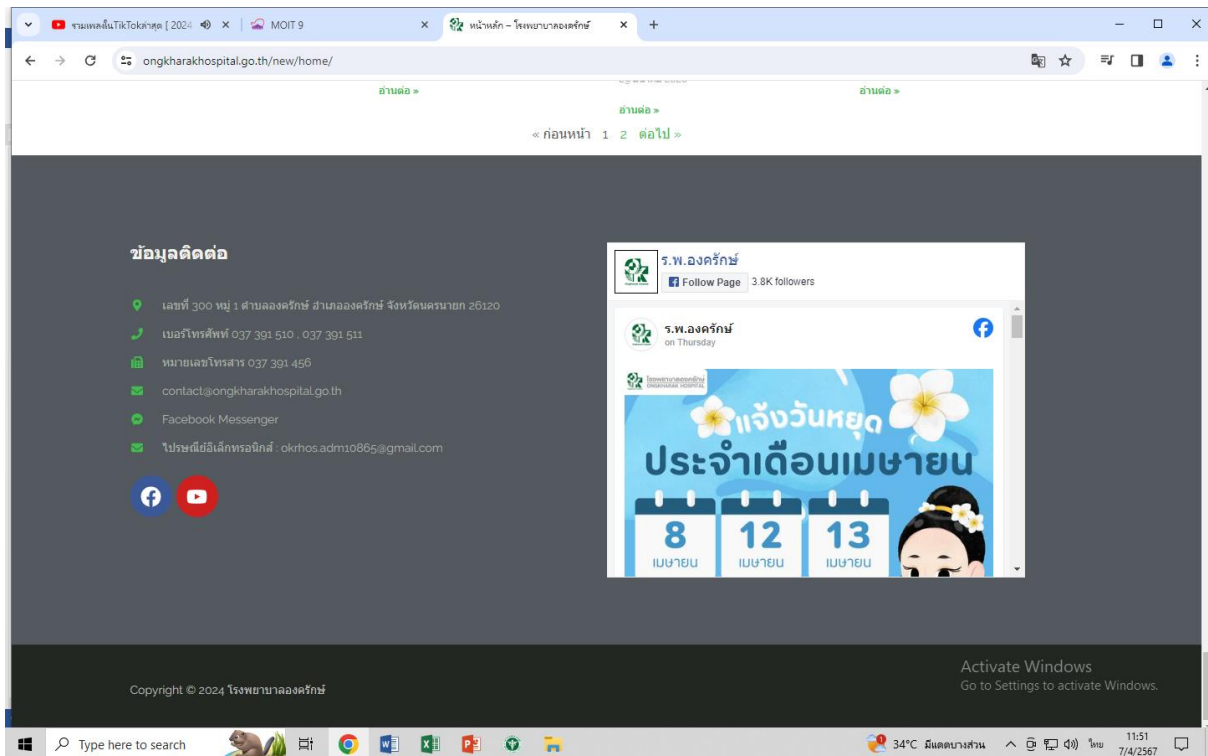 รวมเพลงดื้นTikTokล่าสุด [ 2024
MOIT 9
หน้าหลัก – โรงพยาบาลองครักษ์
ongkharakhospital.go.th/new/home/
อ่านต่อ »
อ่านต่อ »
อ่านต่อ »
« ก่อนหน้า 1 2 ต่อไป »
ข้อมูลติดต่อ
เลขที่ 300 หมู่ 1 ตำบลองครักษ์ อำเภอองครักษ์ จังหวัดนครนายก 26120
เบอร์โทรศัพท์ 037 391 510 , 037 391 511
หมายเลขโทรสาร 037 391 456
contact@ongkharakhospital.go.th
Facebook Messenger
ไปรษณีย์อิเล็กทรอนิกส์ : okrhos.adm10865@gmail.com
ร.พ.องครักษ์
Follow Page 3.8K followers
ร.พ.องครักษ์
on Thursday
โรงพยาบาลองครักษ์
ONGKHARAK HOSPITAL
แจ้งวันหยุด
ประจำเดือนเมษายน
8 12 13
เมษายน เมษายน เมษายน
Activate Windows
Go to Settings to activate Windows.
Copyright © 2024 โรงพยาบาลองครักษ์
Type here to search
34°C มีแดดบางส่วน
ไทย
11:51
7/4/2567